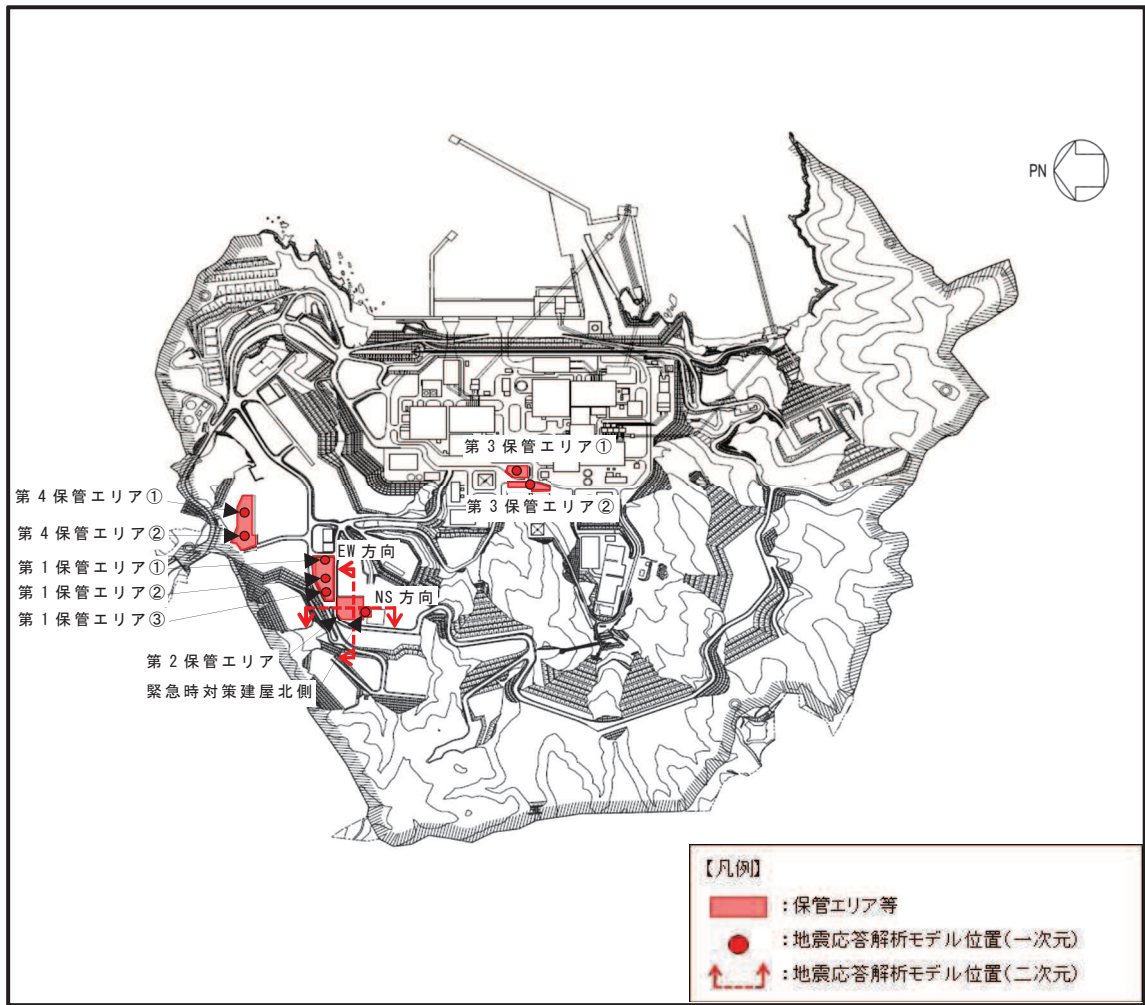 PN
第3保管エリア①
第3保管エリア②
第4保管エリア①
第4保管エリア②
第1保管エリア①
第1保管エリア②
第1保管エリア③
EW方向
NS方向
第2保管エリア
緊急時対策建屋北側
【凡例】
:保管エリア等
:地震応答解析モデル位置(一次元)
:地震応答解析モデル位置(二次元)